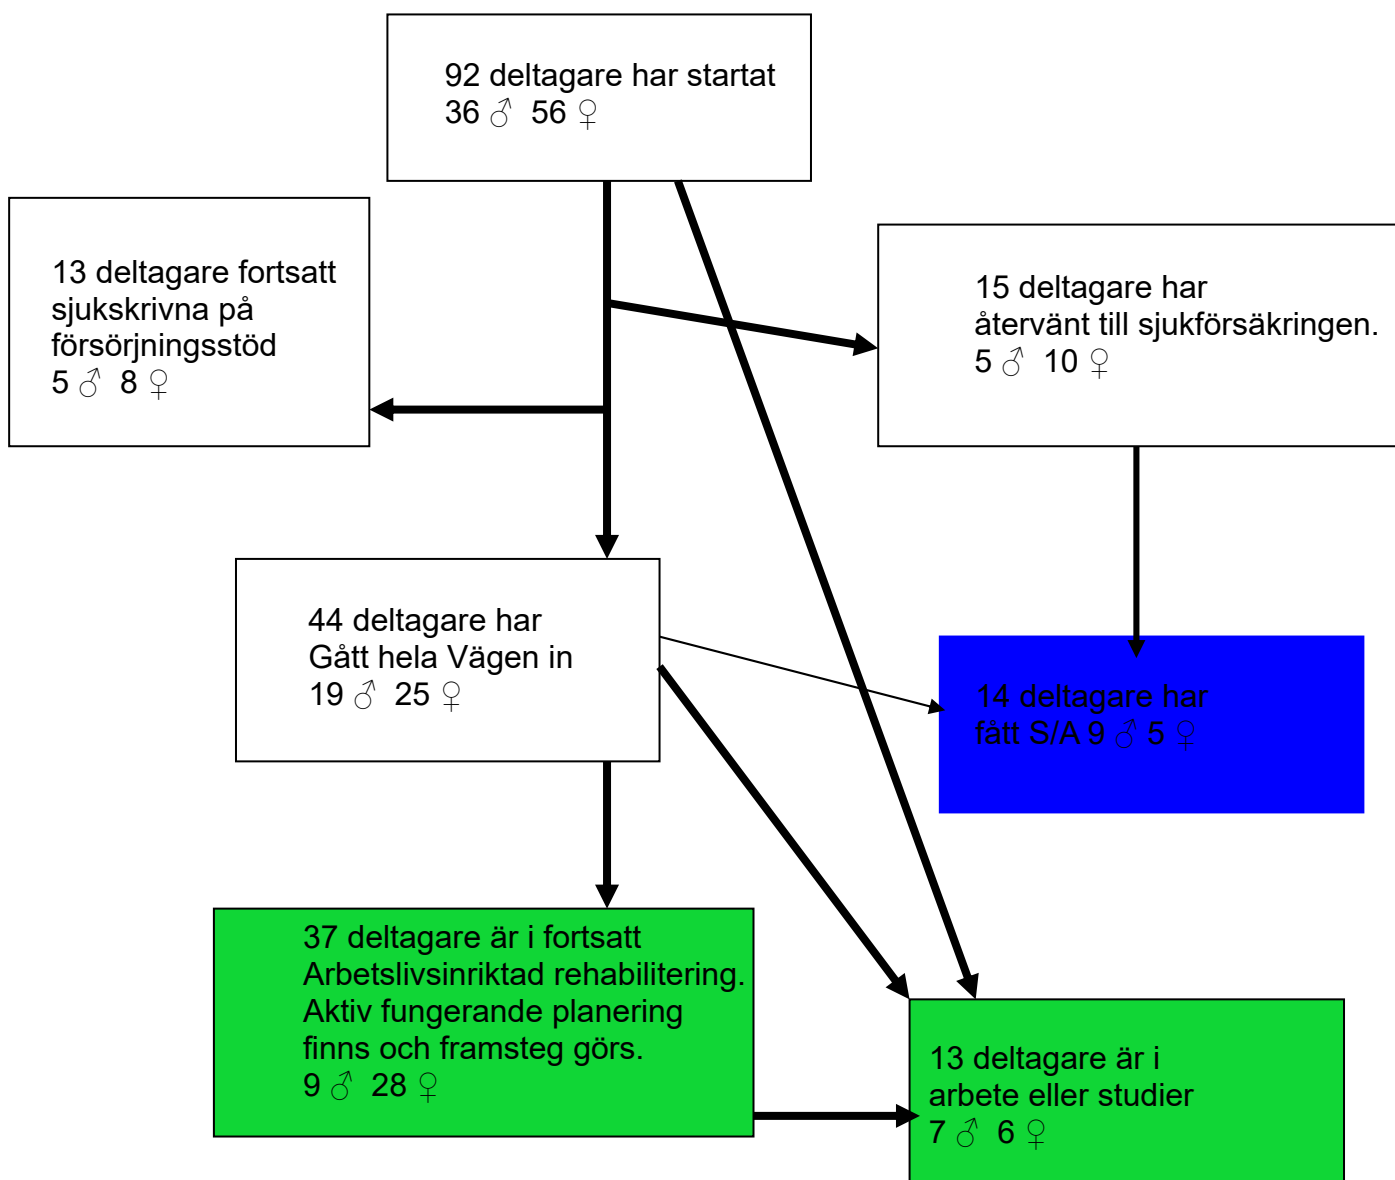 92 deltagare har startat
36 ♂ 56 ♀
13 deltagare fortsatt
sjukskrivna på
försörjningsstöd
5 ♂ 8 ♀
15 deltagare har
återvänt till sjukförsäkringen.
5 ♂ 10 ♀
44 deltagare har
Gått hela Vägen in
19 ♂ 25 ♀
14 deltagare har
fått S/A 9 ♂ 5 ♀
37 deltagare är i fortsatt
Arbetslivsinriktad rehabilitering.
Aktiv fungerande planering
finns och framsteg görs.
9 ♂ 28 ♀
13 deltagare är i
arbete eller studier
7 ♂ 6 ♀